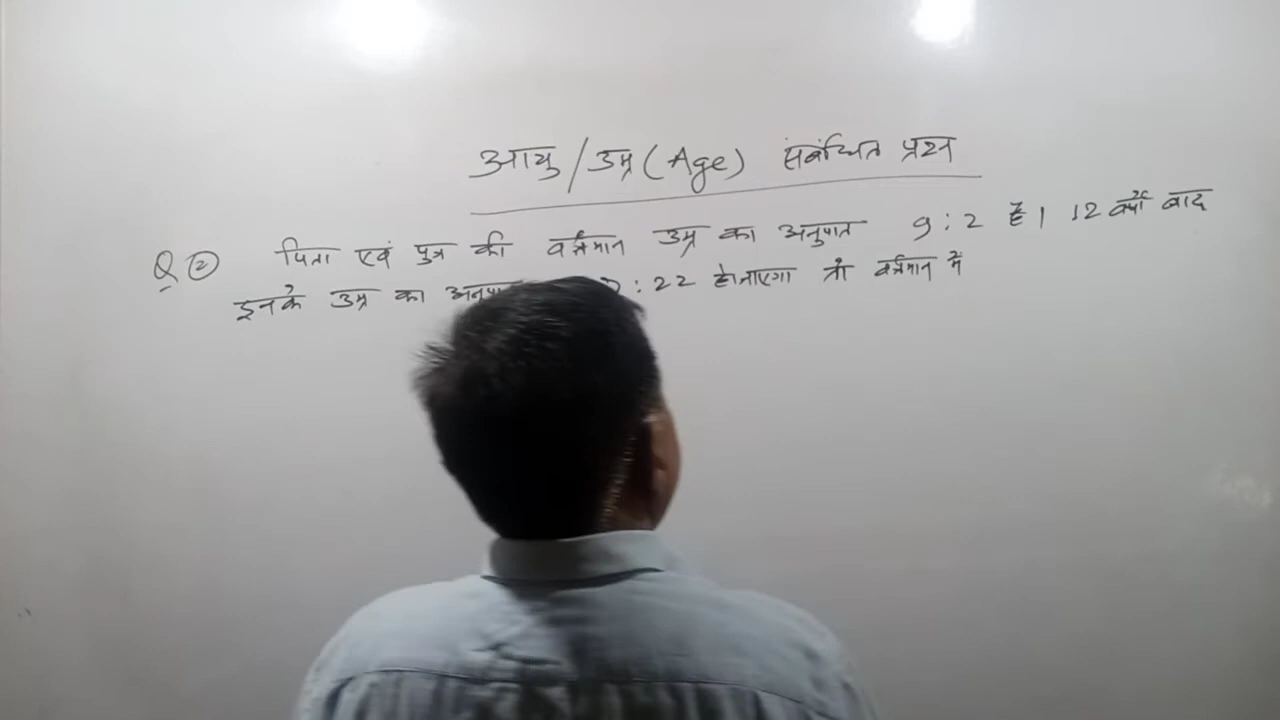 आयु/उम्र (Age) संबंधित प्रश्न
Q ② पिता एवं पुत्र की वर्तमान उम्र का अनुपात 9:2 है। 12 वर्षों बाद
इनके उम्र का : 22 होजाएगा तो वर्तमान में